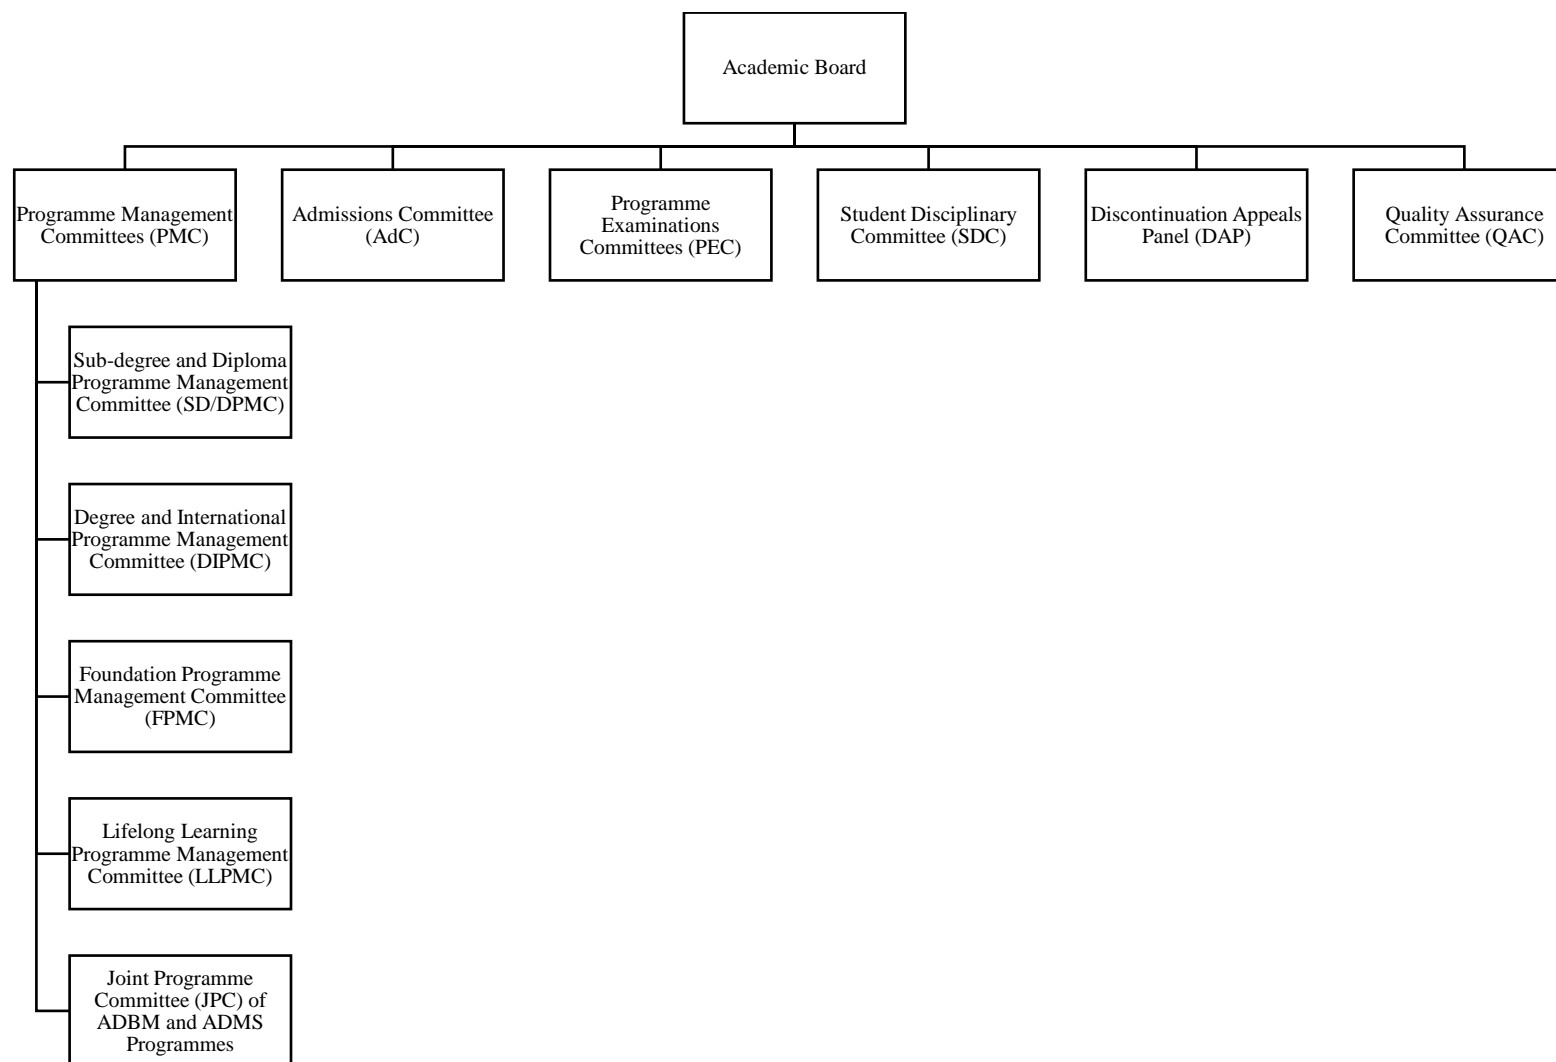 Academic Board
Programme Management
Committees (PMC)
Admissions Committee
(AdC)
Programme
Examinations
Committees (PEC)
Student Disciplinary
Committee (SDC)
Discontinuation Appeals
Panel (DAP)
Quality Assurance
Committee (QAC)
Sub-degree and Diploma
Programme Management
Committee (SD/DPMC)
Degree and International
Programme Management
Committee (DIPMC)
Foundation Programme
Management Committee
(FPMC)
Lifelong Learning
Programme Management
Committee (LLPMC)
Joint Programme
Committee (JPC) of
ADBM and ADMS
Programmes